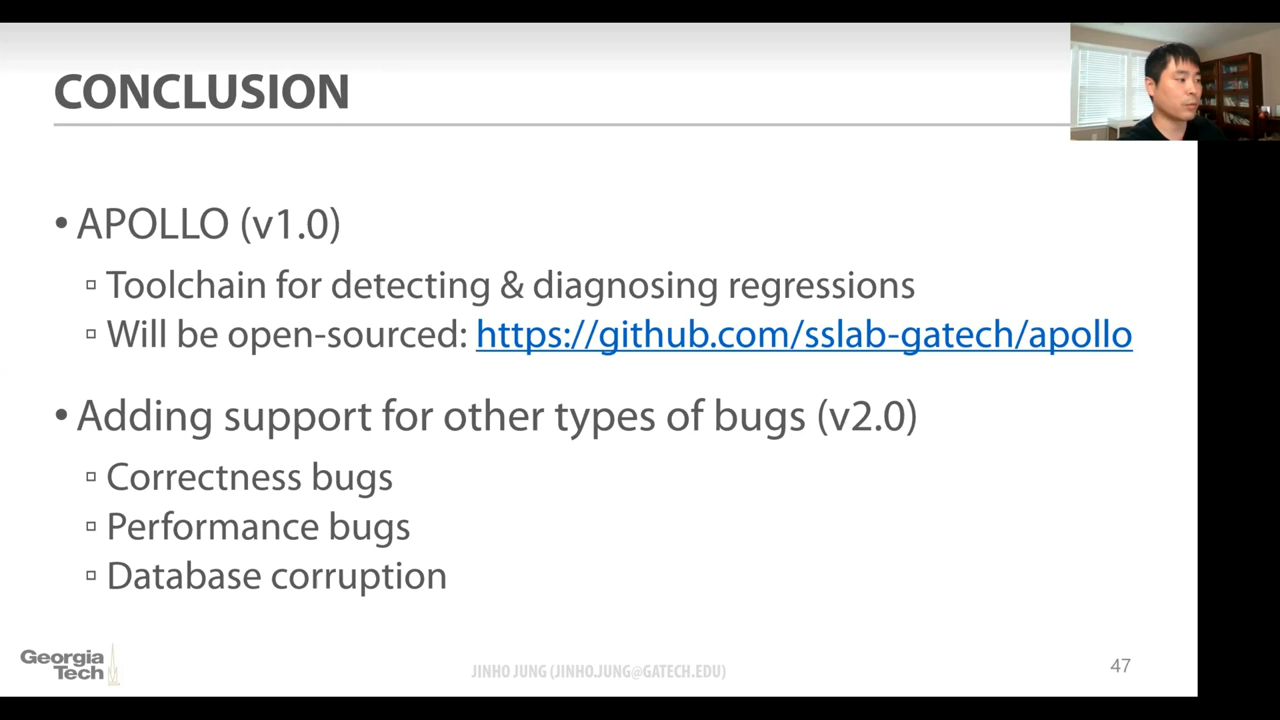 CONCLUSION
• APOLLO (v1.0)
▫ Toolchain for detecting & diagnosing regressions
▫ Will be open-sourced: https://github.com/sslab-gatech/apollo
• Adding support for other types of bugs (v2.0)
▫ Correctness bugs
▫ Performance bugs
▫ Database corruption
Georgia
Tech
JINHO JUNG (JINHO.JUNG@GATECH.EDU)
47